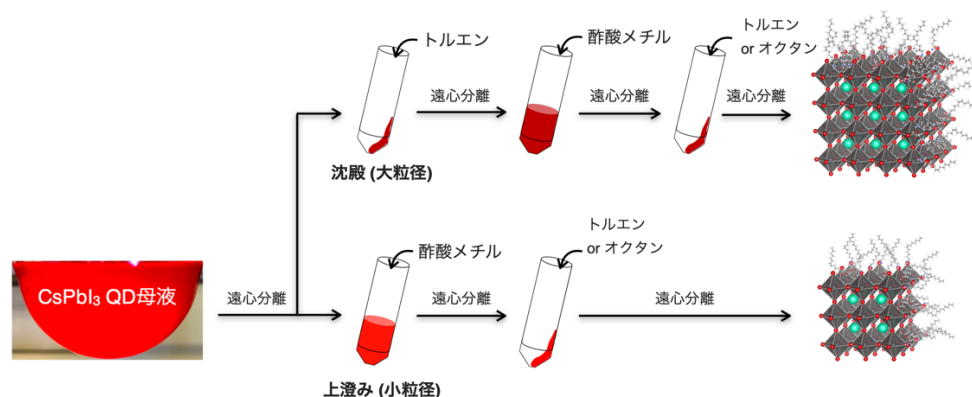 トルエン
酢酸メチル
トルエン
or オクタン
遠心分離
遠心分離
遠心分離
沈殿 (大粒径)
トルエン
or オクタン
酢酸メチル
CsPbI₃ QD母液
遠心分離
遠心分離
遠心分離
上澄み (小粒径)